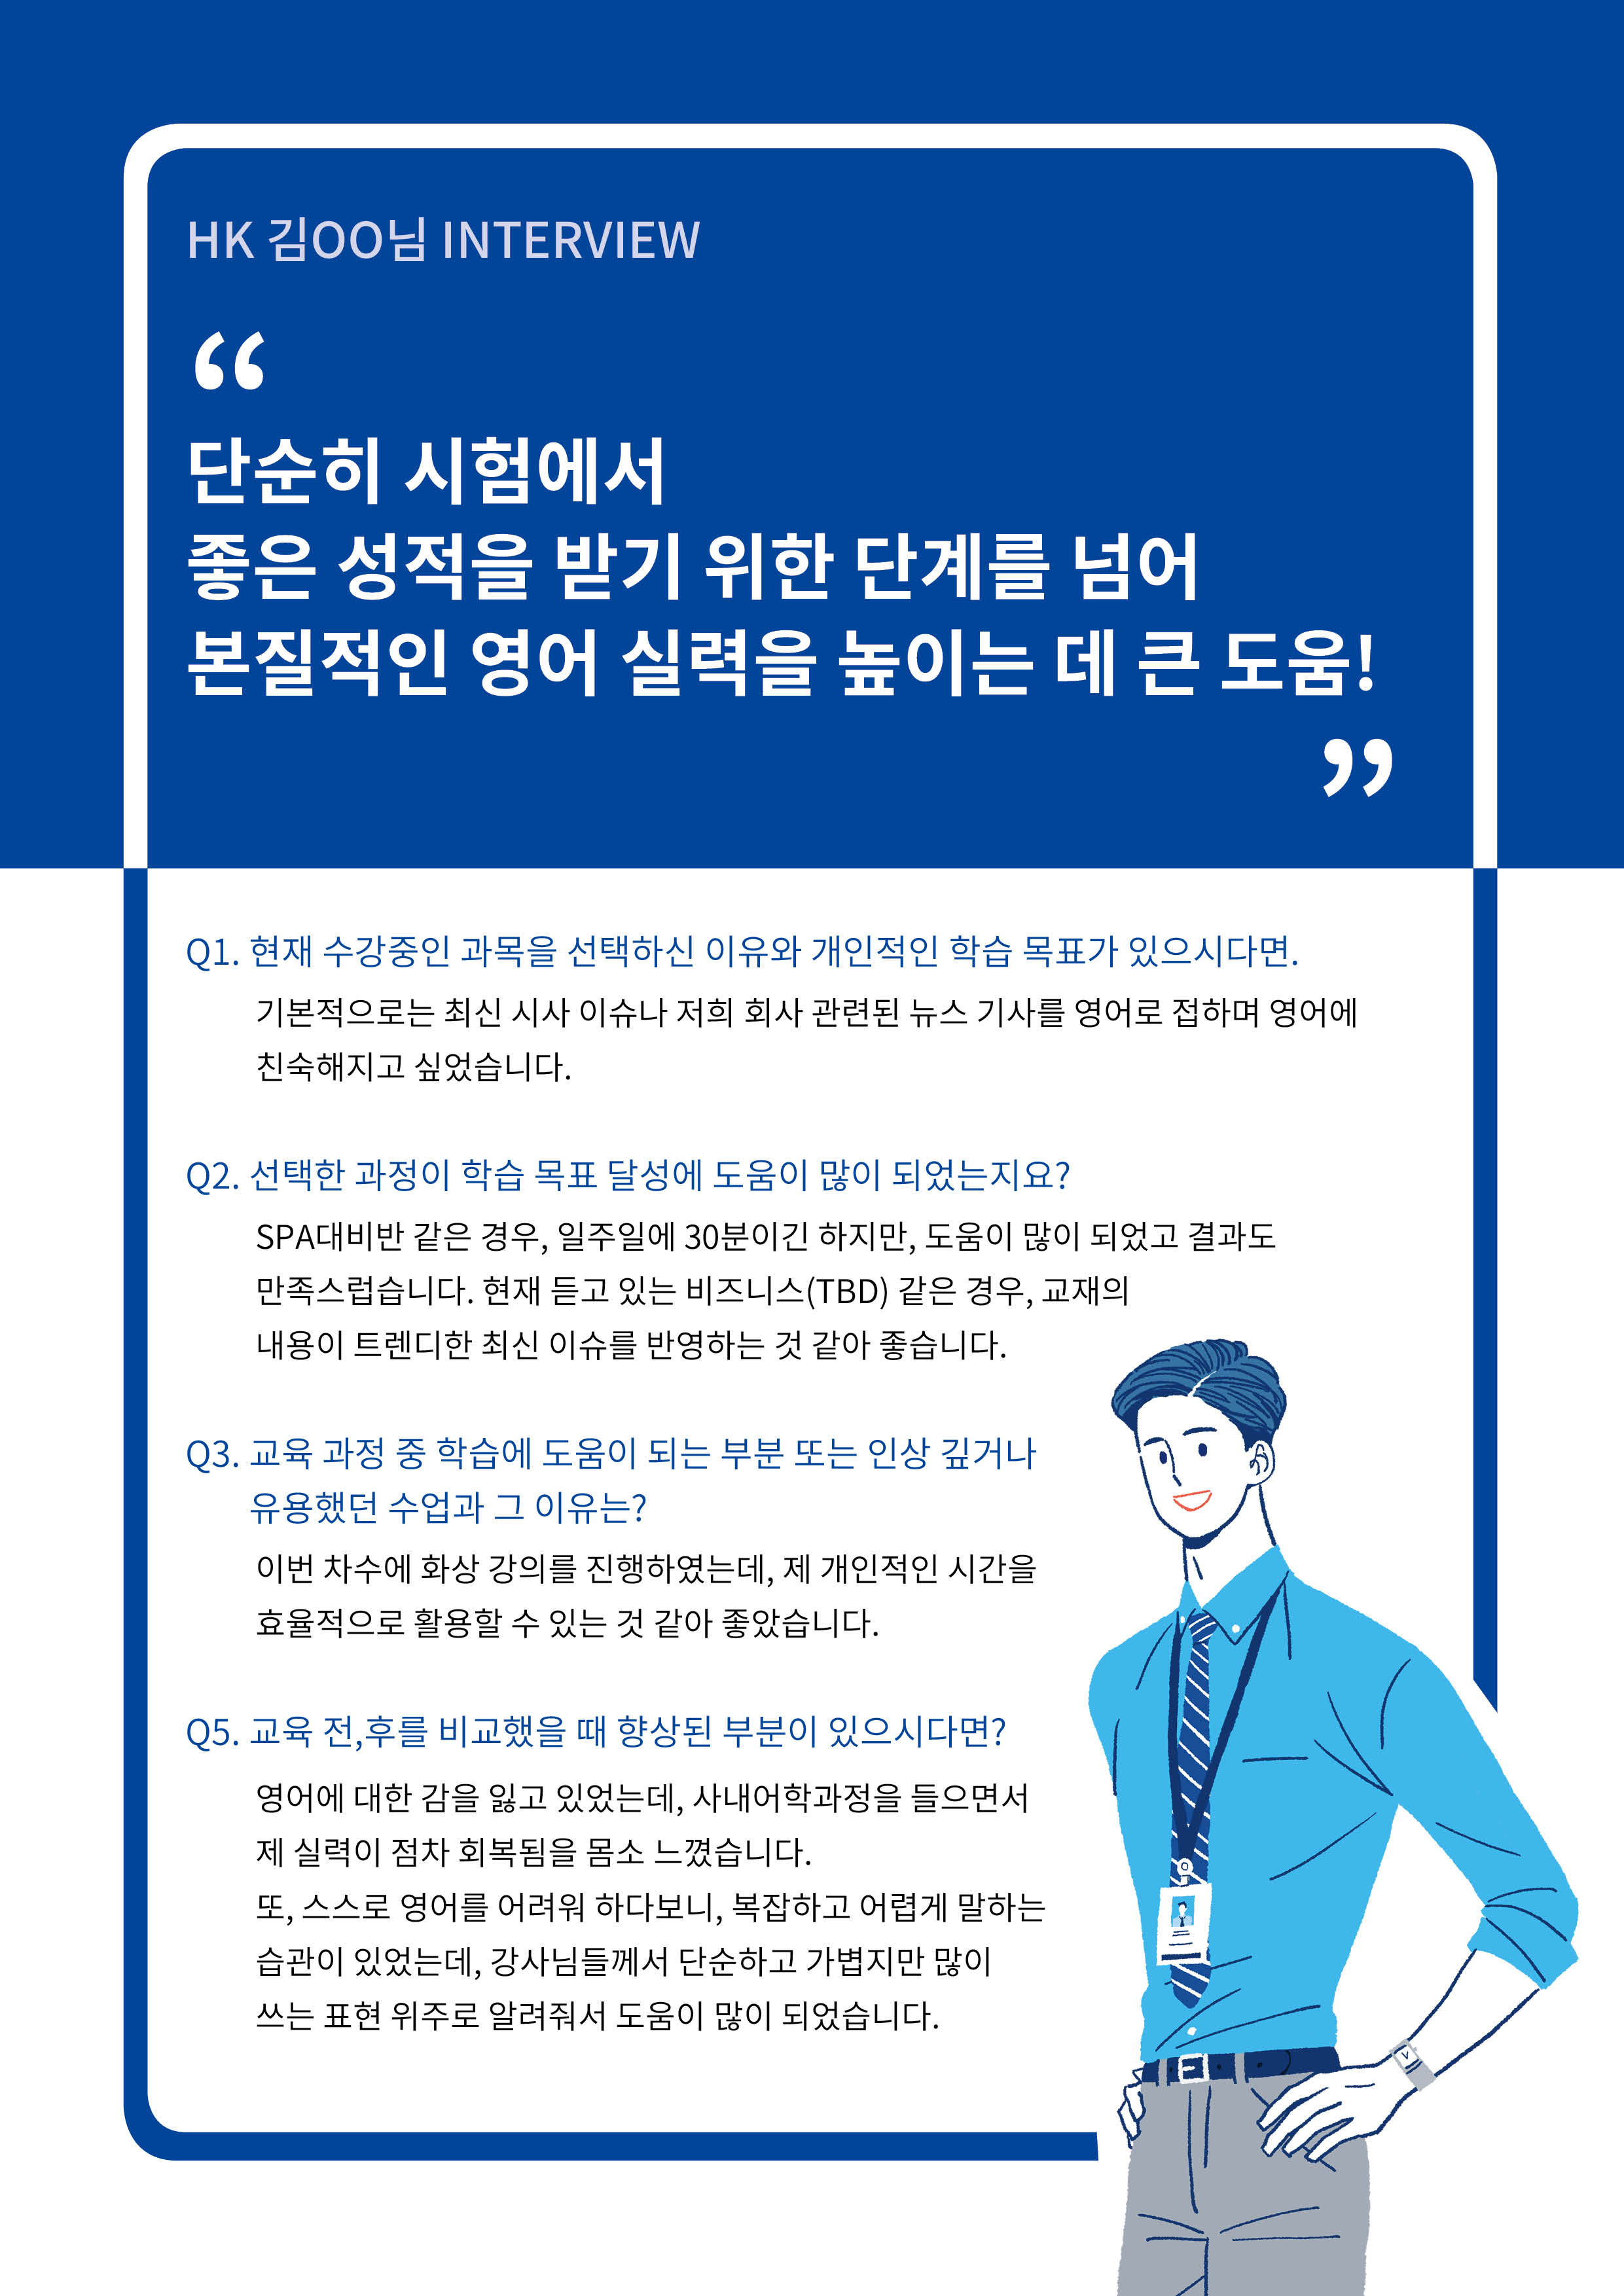 HK 김OO님 INTERVIEW
“
단순히 시험에서
좋은 성적을 받기 위한 단계를 넘어
본질적인 영어 실력을 높이는 데 큰 도움!
”
Q1. 현재 수강중인 과목을 선택하신 이유와 개인적인 학습 목표가 있으시다면.
기본적으로는 최신 시사 이슈나 저희 회사 관련된 뉴스 기사를 영어로 접하며 영어에
친숙해지고 싶었습니다.
Q2. 선택한 과정이 학습 목표 달성에 도움이 많이 되었는지요?
SPA대비반 같은 경우, 일주일에 30분이긴 하지만, 도움이 많이 되었고 결과도
만족스럽습니다. 현재 듣고 있는 비즈니스(TBD) 같은 경우, 교재의
내용이 트렌디한 최신 이슈를 반영하는 것 같아 좋습니다.
Q3. 교육 과정 중 학습에 도움이 되는 부분 또는 인상 깊거나
유용했던 수업과 그 이유는?
이번 차수에 화상 강의를 진행하였는데, 제 개인적인 시간을
효율적으로 활용할 수 있는 것 같아 좋았습니다.
Q5. 교육 전,후를 비교했을 때 향상된 부분이 있으시다면?
영어에 대한 감을 잃고 있었는데, 사내어학과정을 들으면서
제 실력이 점차 회복됨을 몸소 느꼈습니다.
또, 스스로 영어를 어려워 하다보니, 복잡하고 어렵게 말하는
습관이 있었는데, 강사님들께서 단순하고 가볍지만 많이
쓰는 표현 위주로 알려줘서 도움이 많이 되었습니다.